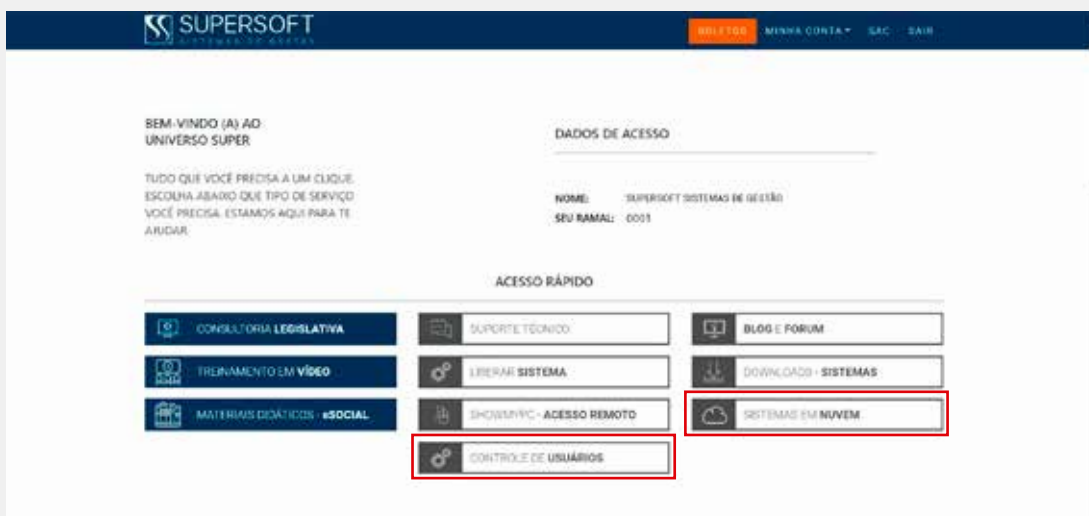 SUPERSOFT
SISTEMAS DE GESTÃO
BOLETOS MINHA CONTA SAC SAIR
BEM-VINDO (A) AO
UNIVERSO SUPER
TUDO QUE VOCÊ PRECISA A UM CLIQUE.
ESCOLHA ABAIXO QUE TIPO DE SERVIÇO
VOCÊ PRECISA. ESTAMOS AQUI PARA TE
AJUDAR.
DADOS DE ACESSO
NOME: SUPERSOFT SISTEMAS DE GESTÃO
SEU RAMAL:
ACESSO RÁPIDO
CONSULTORIA LEGISLATIVA
SUPORTE TÉCNICO
BLOG E FORUM
TREINAMENTO EM VÍDEO
LIBERAR SISTEMA
DOWNLOADS - SISTEMAS
MATERIAIS DIDÁTICOS - eSOCIAL
SHOWMYPC - ACESSO REMOTO
SISTEMAS EM NUVEM
CONTROLE DE USUÁRIOS